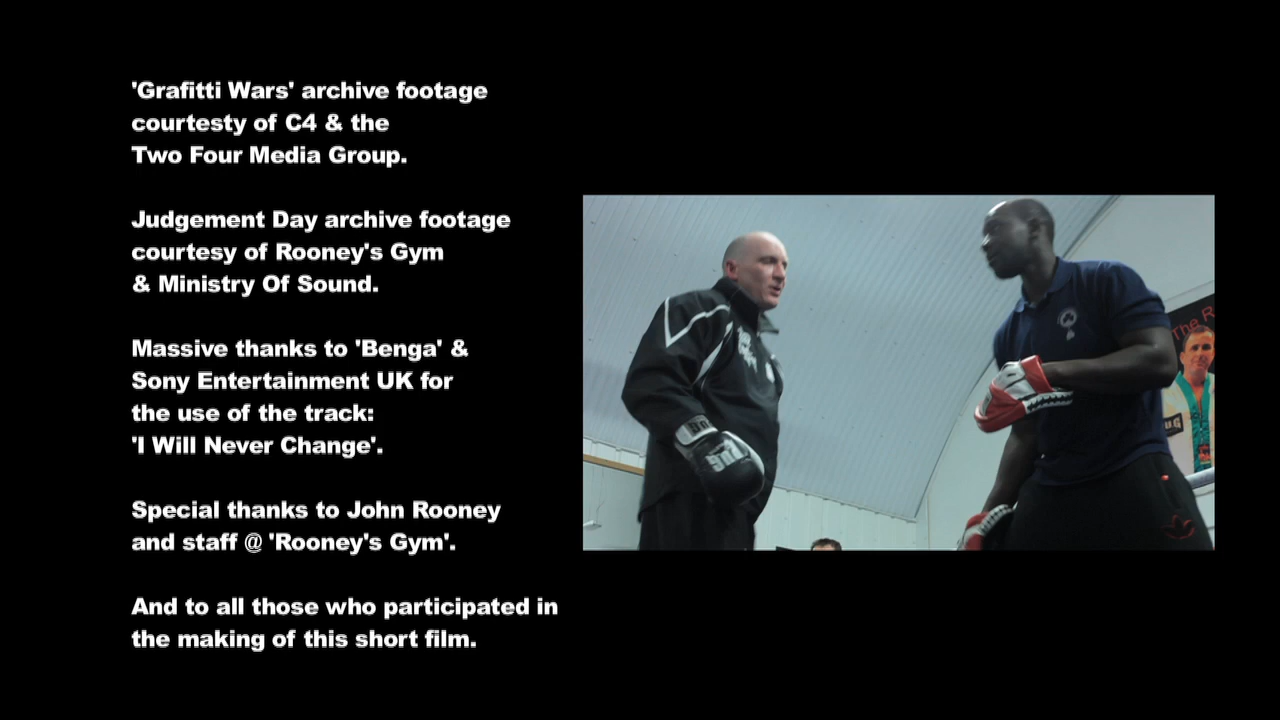 'Grafitti Wars' archive footage
courtesty of C4 & the
Two Four Media Group.
Judgement Day archive footage
courtesy of Rooney's Gym
& Ministry Of Sound.
Massive thanks to 'Benga' &
Sony Entertainment UK for
the use of the track:
'I Will Never Change'.
Special thanks to John Rooney
and staff @ 'Rooney's Gym'.
And to all those who participated in
the making of this short film.
The R